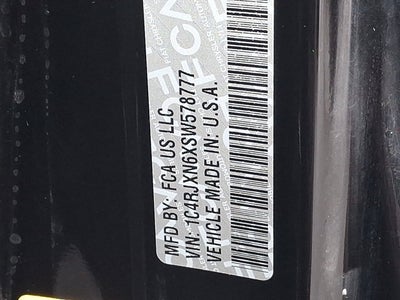 MFD BY: FCA US LLC
VIN: 1C4RJXN6XSW578777
VEHICLE MADE IN: U.S.A.